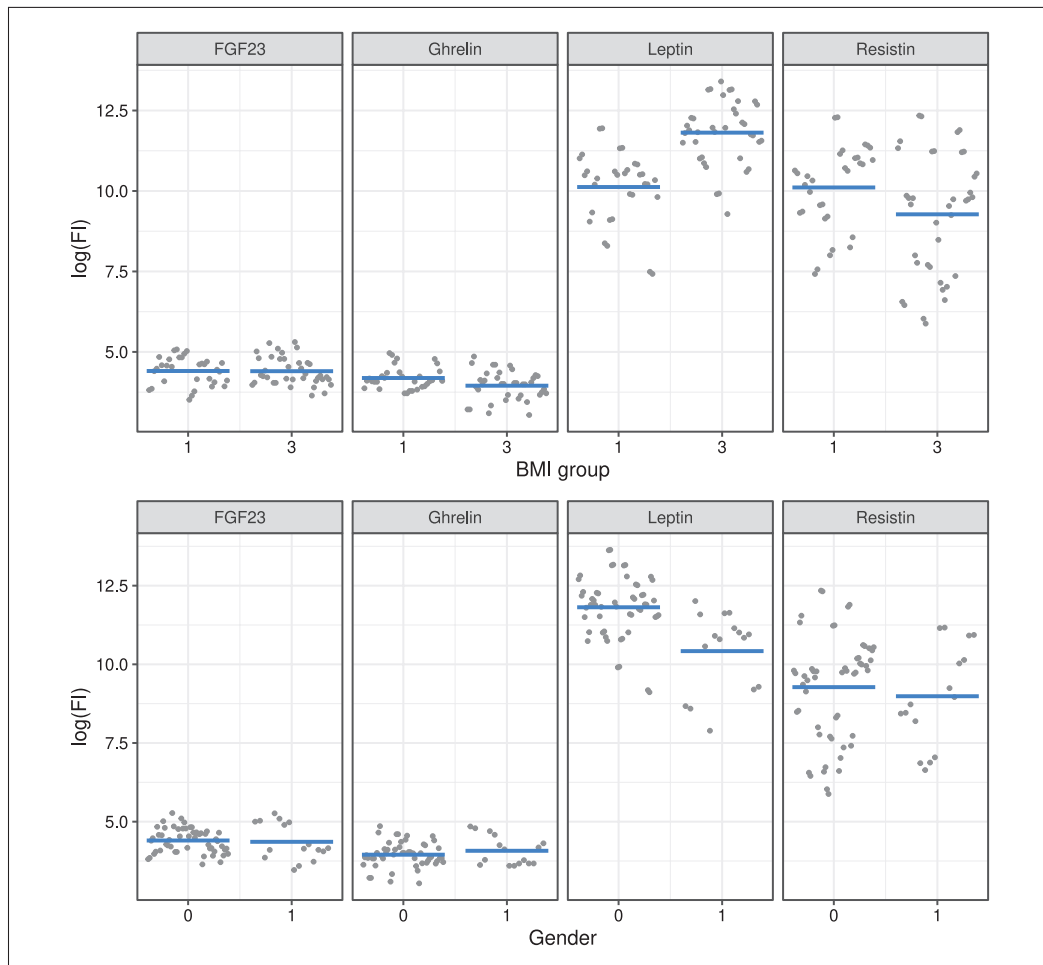 FGF23 Ghrelin Leptin Resistin
12.5
10.0
7.5
5.0
log(FI)
1 3 1 3 1 3 1 3
BMI group
FGF23 Ghrelin Leptin Resistin
12.5
10.0
7.5
5.0
log(FI)
0 1 0 1 0 1 0 1
Gender